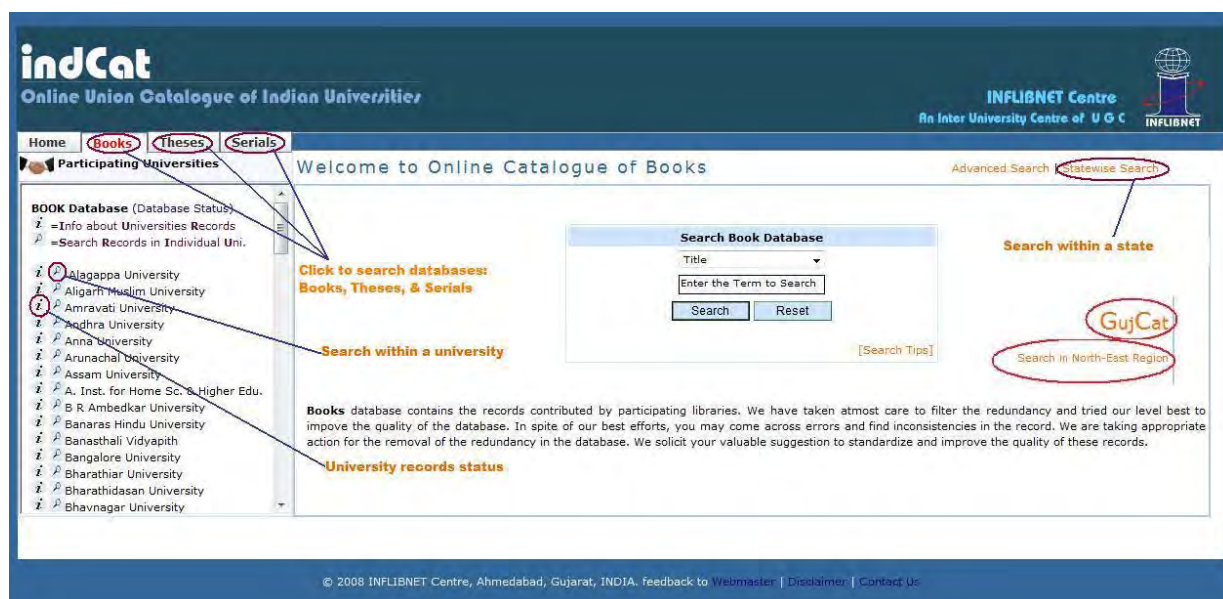 indCat
Online Union Catalogue of Indian Universities
INFLIBNET Centre
An Inter University Centre of U G C
INFLIBNET
Home Books Theses Serials
Participating Universities
Welcome to Online Catalogue of Books
Advanced Search | Statewise Search
BOOK Database (Database Status)
i =Info about Universities Records
=Search Records in Individual Uni.
i Alagappa University
i Aligarh Muslim University
i Amravati University
i Andhra University
i Anna University
i Arunachal University
i Assam University
i A. Inst. for Home Sc. & Higher Edu.
i B R Ambedkar University
i Banaras Hindu University
i Banasthali Vidyapith
i Bangalore University
i Bharathiar University
i Bharathidasan University
i Bhavnagar University
Click to search databases:
Books, Theses, & Serials
Search within a university
University records status
Search Book Database
Title
Enter the Term to Search
Search Reset
[Search Tips]
Search within a state
GujCat
Search in North-East Region
Books database contains the records contributed by participating libraries. We have taken atmost care to filter the redundancy and tried our level best to
impove the quality of the database. In spite of our best efforts, you may come across errors and find inconsistencies in the record. We are taking appropriate
action for the removal of the redundancy in the database. We solicit your valuable suggestion to standardize and improve the quality of these records.
© 2008 INFLIBNET Centre, Ahmedabad, Gujarat, INDIA. feedback to Webmaster | Disclaimer | Contact Us